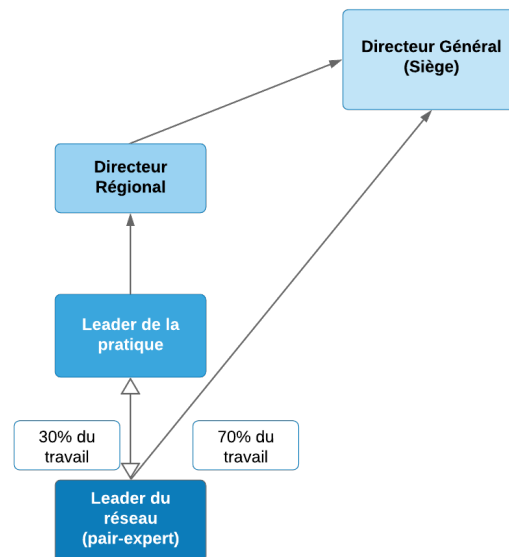 Directeur Général
(Siège)
Directeur
Régional
Leader de la
pratique
30% du
travail
70% du
travail
Leader du
réseau
(pair-expert)